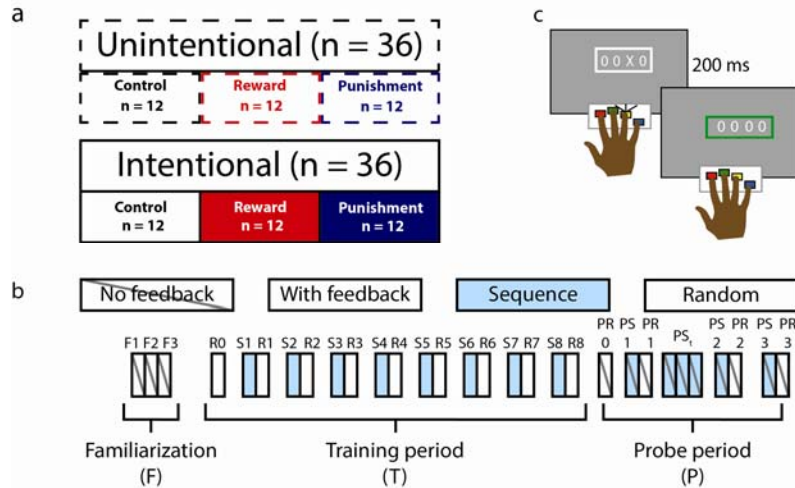 a
Unintentional (n = 36)
Control
n = 12
Reward
n = 12
Punishment
n = 12
Intentional (n = 36)
Control
n = 12
Reward
n = 12
Punishment
n = 12
c
0 0 X 0
200 ms
0 0 0 0
b
No feedback
With feedback
Sequence
Random
F1 F2 F3
R0
S1 R1
S2 R2
S3 R3
S4 R4
S5 R5
S6 R6
S7 R7
S8 R8
PR 0
PS 1
PR 1
PSt
PS 2
PR 2
PS 3
PR 3
Familiarization
(F)
Training period
(T)
Probe period
(P)